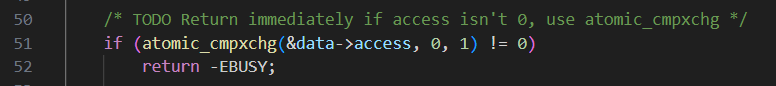 50 /* TODO Return immediately if access isn't 0, use atomic_cmpxchg */
51 if (atomic_cmpxchg(&data->access, 0, 1) != 0)
52 return -EBUSY;